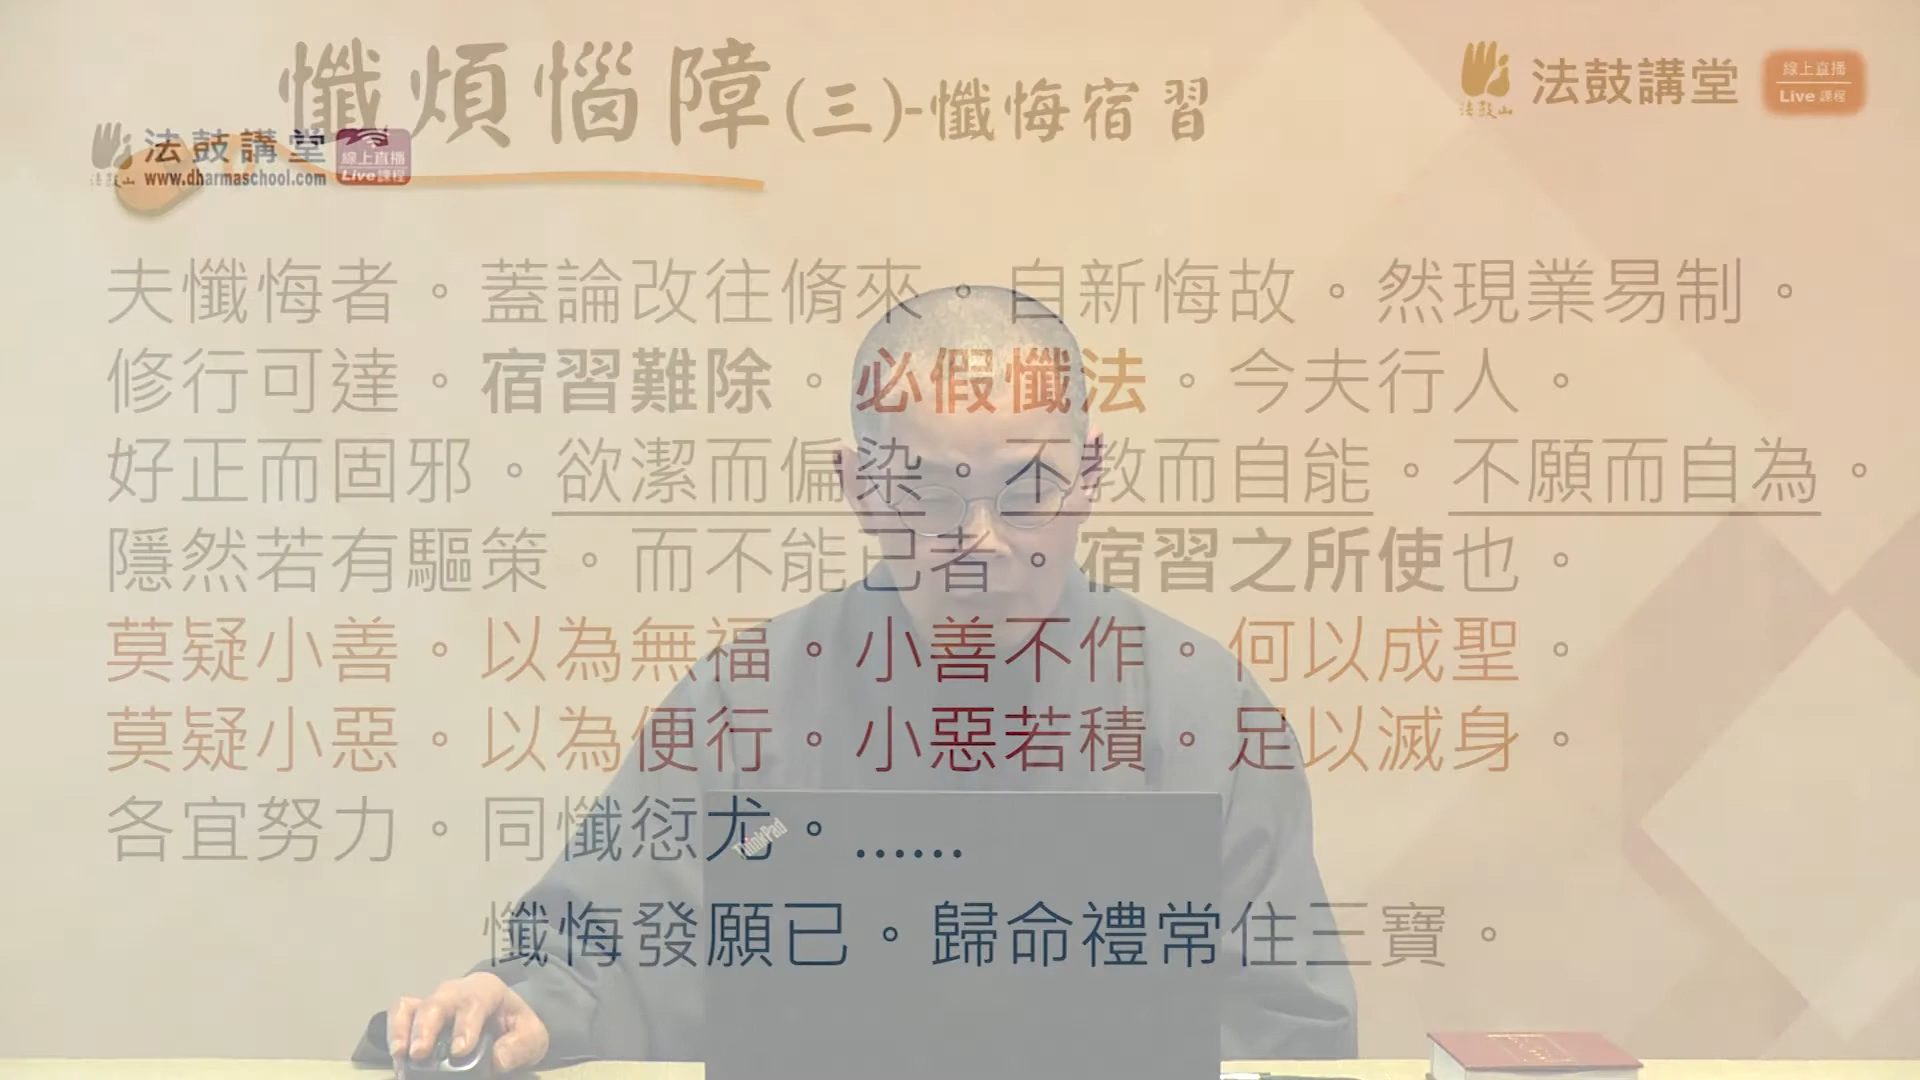 懺煩惱障(三)-懺悔宿習
法鼓山
法鼓講堂
線上直播
Live 課程
法鼓山
法鼓講堂
www.dharmaschool.com
線上直播
Live 課程
夫懺悔者。蓋論改往脩來。自新悔故。然現業易制。
修行可達。宿習難除。必假懺法。今夫行人。
好正而固邪。欲潔而偏染。不教而自能。不願而自為。
隱然若有驅策。而不能已者。宿習之所使也。
莫疑小善。以為無福。小善不作。何以成聖。
莫疑小惡。以為便行。小惡若積。足以滅身。
各宜努力。同懺愆尤。......
ThinkPad
懺悔發願已。歸命禮常住三寶。